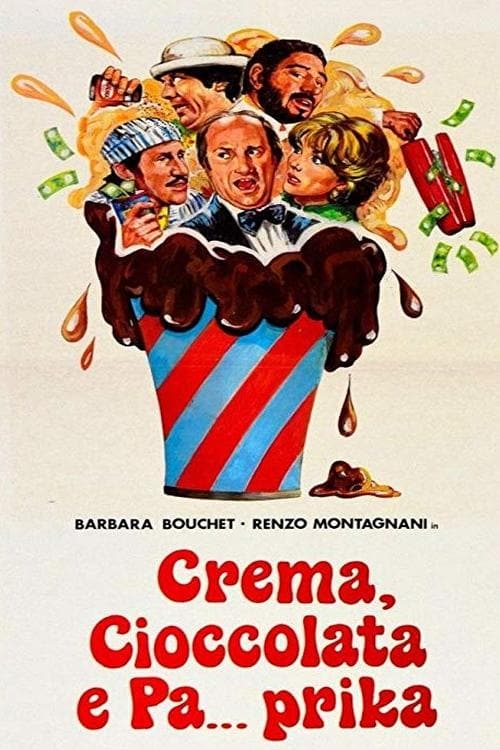 BARBARA BOUCHET · RENZO MONTAGNANI in
Crema,
Cioccolata
e Pa... prika